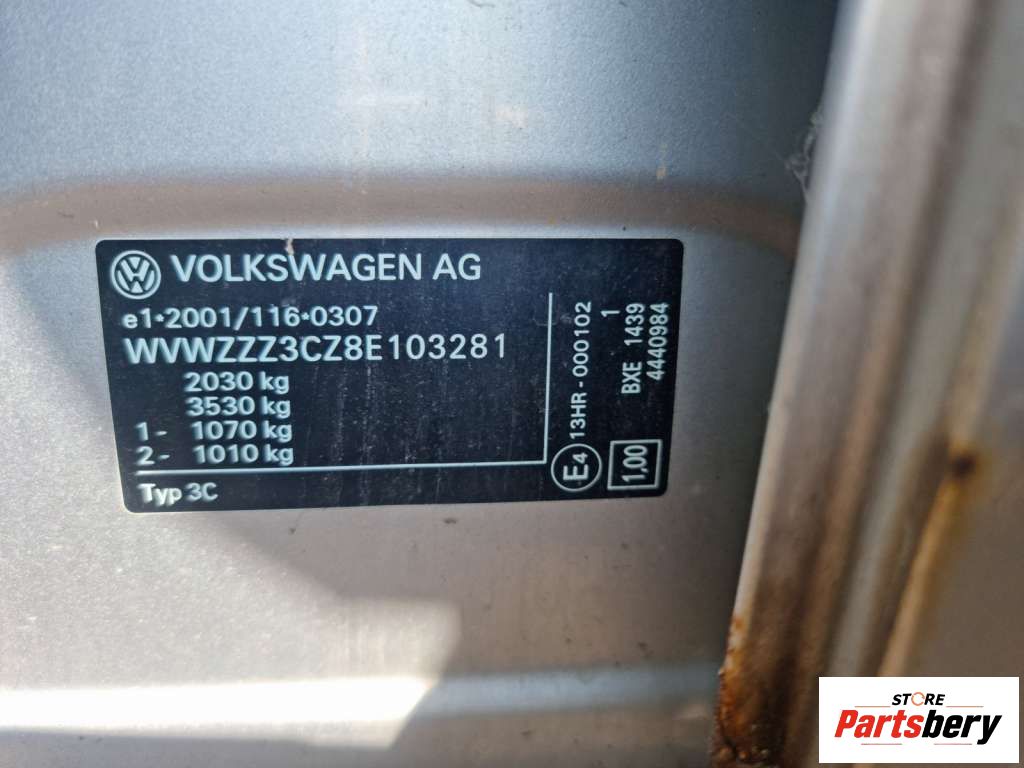 VOLKSWAGEN AG
e1*2001/116*0307
WVWZZZ3CZ8E103281
2030 kg
3530 kg
1- 1070 kg
2- 1010 kg
Typ 3C
E4 13HR-000102 1
BXE 1439
4440984
1,00
STORE
Partsbery